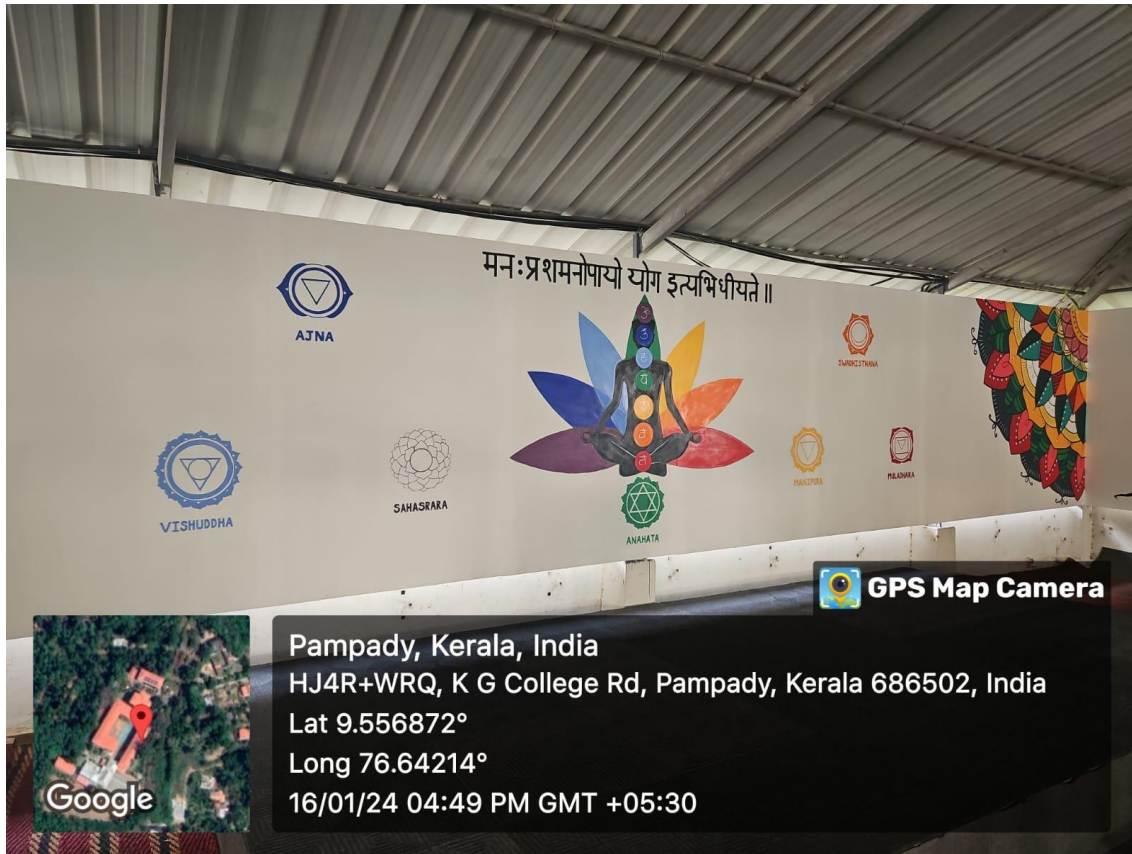 मनःप्रशमनोपायो योग इत्यभिधीयते ॥
AJNA
SWADHISTHANA
VISHUDDHA
SAHASRARA
MANIPURA
MULADHARA
ANAHATA
GPS Map Camera
Pampady, Kerala, India
HJ4R+WRQ, K G College Rd, Pampady, Kerala 686502, India
Lat 9.556872°
Long 76.64214°
16/01/24 04:49 PM GMT +05:30
Google